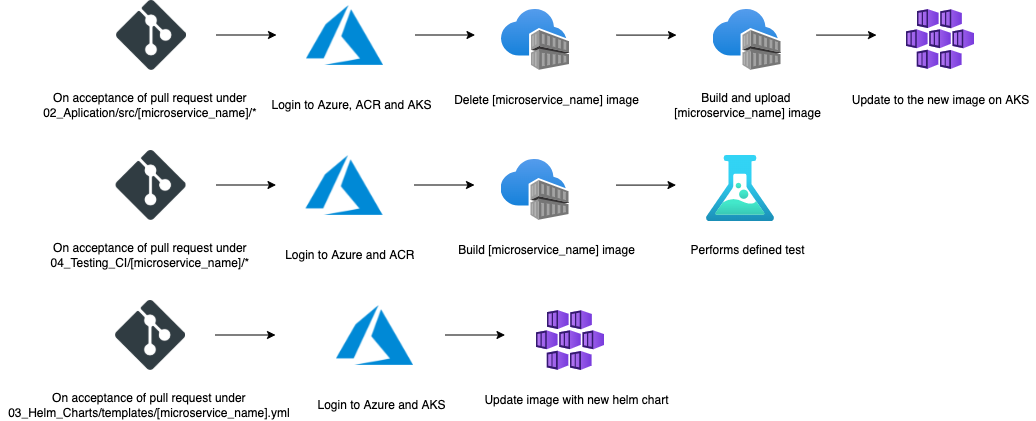 On acceptance of pull request under
02_Aplication/src/[microservice_name]/*
Login to Azure, ACR and AKS
Delete [microservice_name] image
Build and upload
[microservice_name] image
Update to the new image on AKS
On acceptance of pull request under
04_Testing_CI/[microservice_name]/*
Login to Azure and ACR
Build [microservice_name] image
Performs defined test
On acceptance of pull request under
03_Helm_Charts/templates/[microservice_name].yml
Login to Azure and AKS
Update image with new helm chart